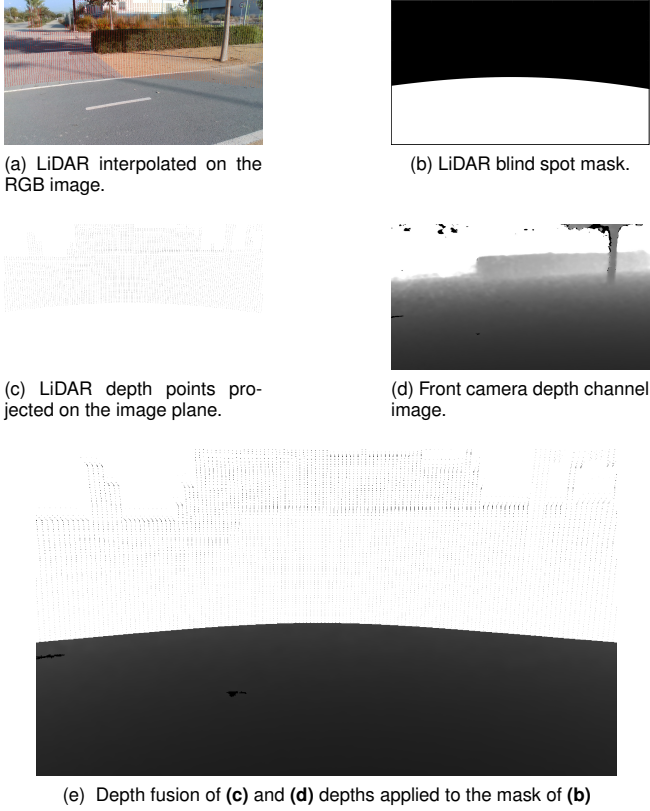 (a) LiDAR interpolated on the
RGB image.
(b) LiDAR blind spot mask.
(c) LiDAR depth points pro-
jected on the image plane.
(d) Front camera depth channel
image.
(e) Depth fusion of (c) and (d) depths applied to the mask of (b)